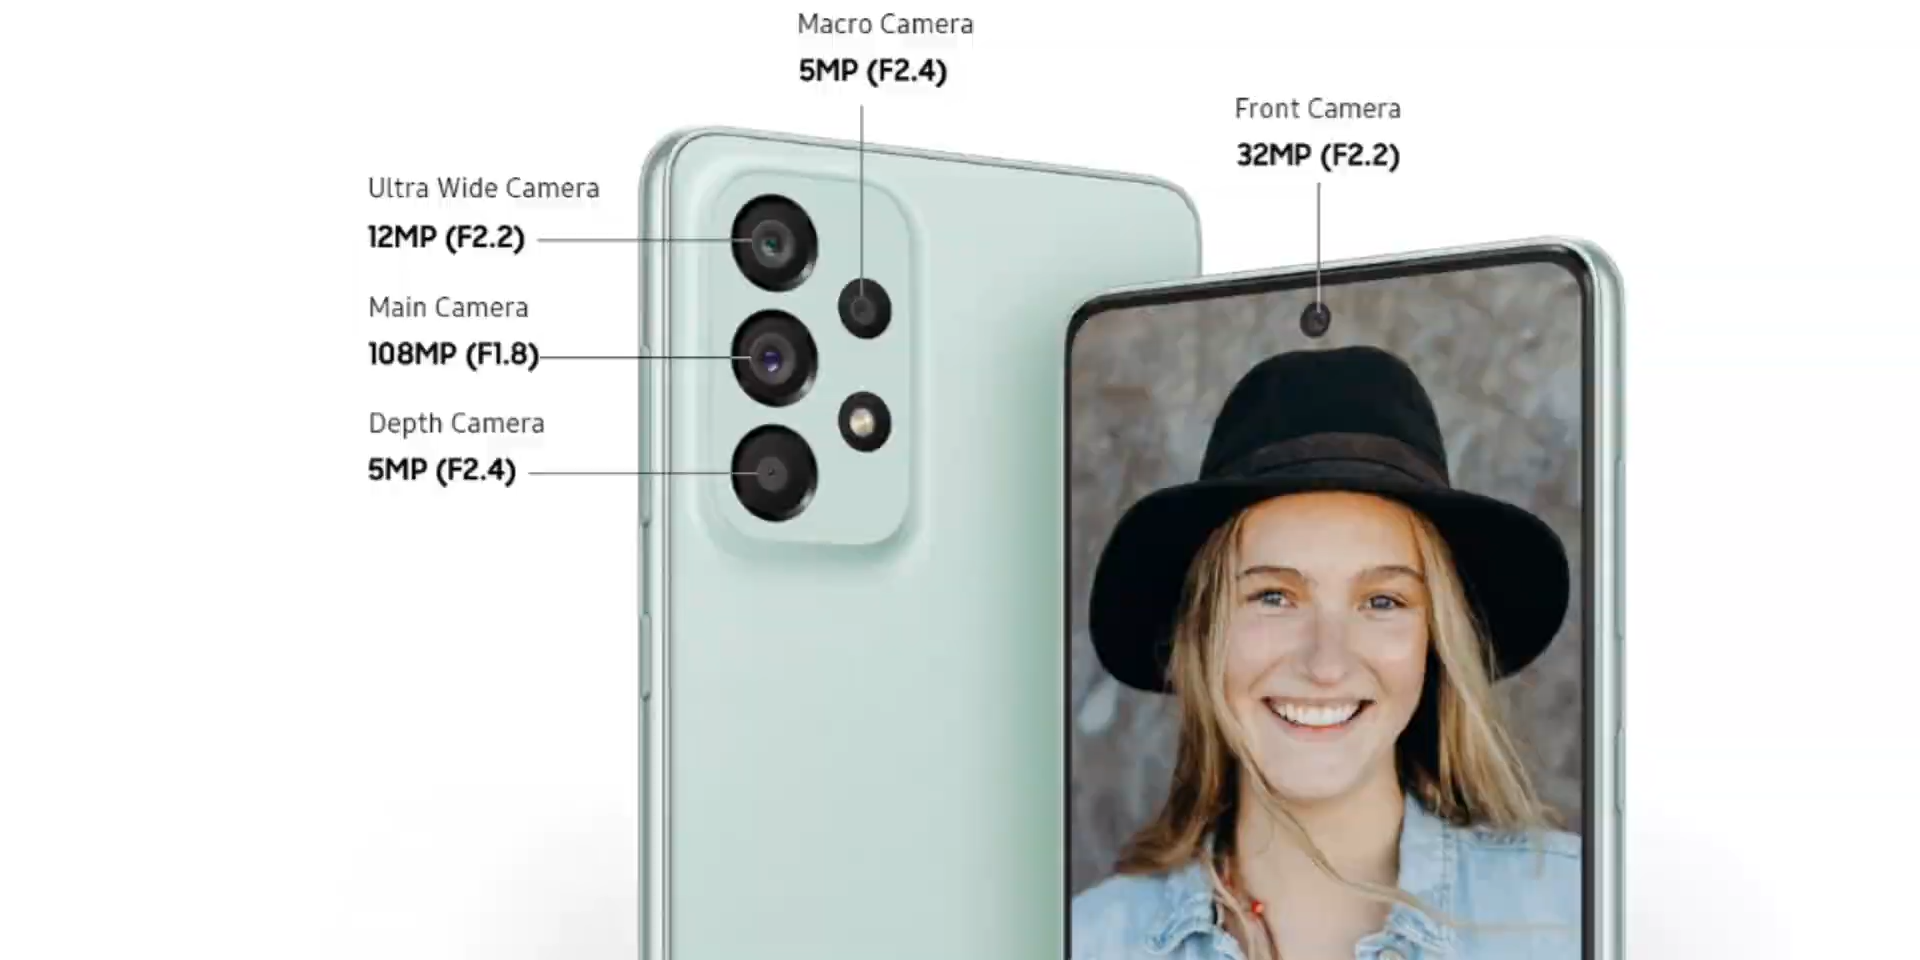 Macro Camera
5MP (F2.4)
Front Camera
32MP (F2.2)
Ultra Wide Camera
12MP (F2.2)
Main Camera
108MP (F1.8)
Depth Camera
5MP (F2.4)